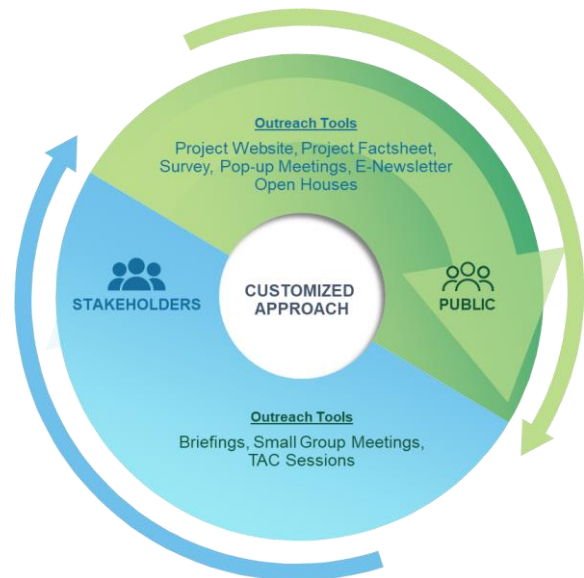 Outreach Tools
Project Website, Project Factsheet,
Survey, Pop-up Meetings, E-Newsletter
Open Houses
STAKEHOLDERS
CUSTOMIZED
APPROACH
PUBLIC
Outreach Tools
Briefings, Small Group Meetings,
TAC Sessions